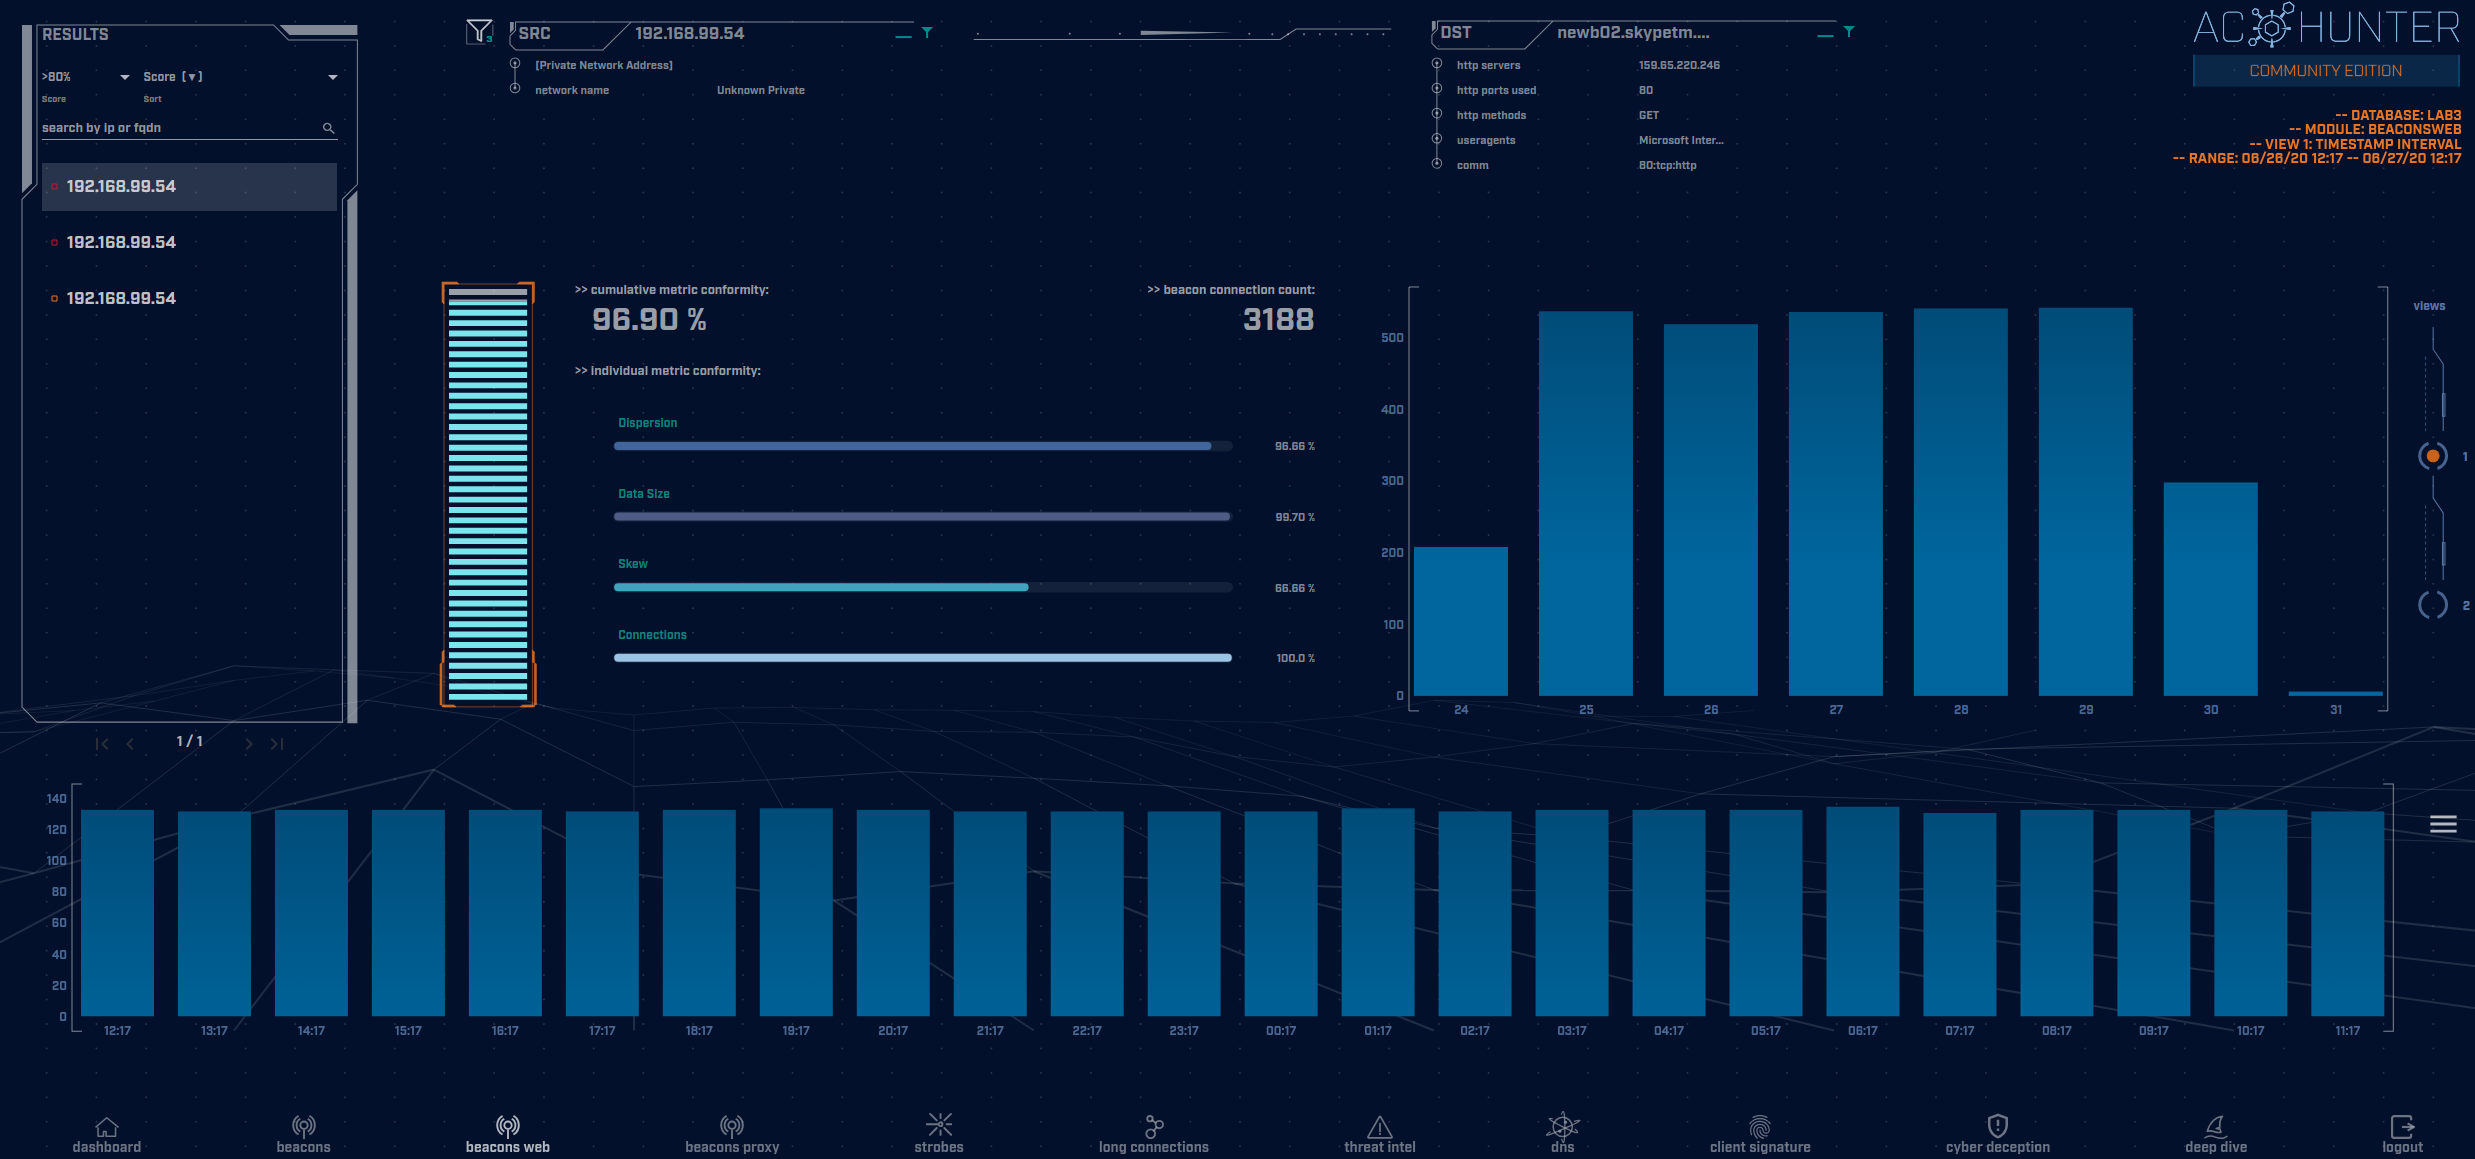 RESULTS
>80% Score [▼]
Score Sort
search by ip or fqdn
192.168.99.54
192.168.99.54
192.168.99.54
1 / 1
3
SRC 192.168.99.54
[Private Network Address]
network name Unknown Private
DST newb02.skypetm....
http servers 159.65.220.246
http ports used 80
http methods GET
useragents Microsoft Inter...
comm 80:tcp:http
AC HUNTER
COMMUNITY EDITION
-- DATABASE: LAB3
-- MODULE: BEACONSWEB
-- VIEW 1: TIMESTAMP INTERVAL
-- RANGE: 06/26/20 12:17 -- 06/27/20 12:17
>> cumulative metric conformity:
96.90 %
>> beacon connection count:
3188
>> individual metric conformity:
Dispersion
96.66 %
Data Size
99.70 %
Skew
66.66 %
Connections
100.0 %
500
400
300
200
100
0
24 25 26 27 28 29 30 31
views
1
2
140
120
100
80
60
40
20
0
12:17 13:17 14:17 15:17 16:17 17:17 18:17 19:17 20:17 21:17 22:17 23:17 00:17 01:17 02:17 03:17 04:17 05:17 06:17 07:17 08:17 09:17 10:17 11:17
dashboard beacons beacons web beacons proxy strobes long connections threat intel dns client signature cyber deception deep dive logout